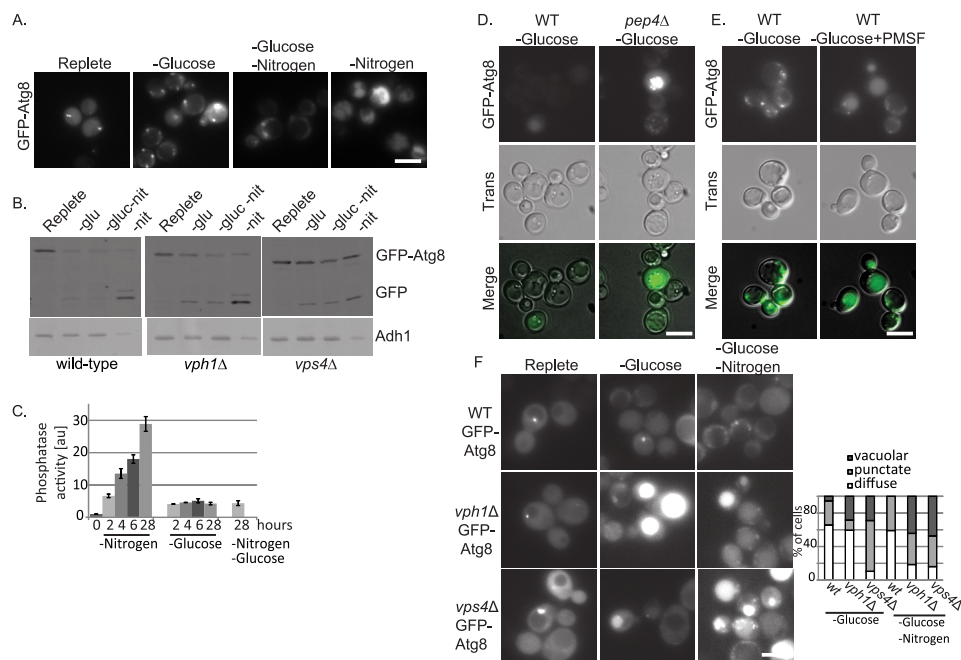 A.
Replete
-Glucose
-Glucose
-Nitrogen
-Nitrogen
GFP-Atg8
B.
Replete
-glu
-gluc-nit
-nit
Replete
-glu
-gluc -nit
-nit
Replete
-glu
-gluc -nit
-nit
GFP-Atg8
GFP
Adh1
wild-type
vph1Δ
vps4Δ
C.
Phosphatase
activity [au]
30
20
10
0
0 2 4 6 28
2 4 6 28
28 hours
-Nitrogen
-Glucose
-Nitrogen
-Glucose
D.
WT
-Glucose
pep4Δ
-Glucose
GFP-Atg8
Trans
Merge
E.
WT
-Glucose
WT
-Glucose+PMSF
GFP-Atg8
Trans
Merge
F
Replete
-Glucose
-Glucose
-Nitrogen
WT
GFP-
Atg8
vph1Δ
GFP-
Atg8
vps4Δ
GFP-
Atg8
vacuolar
punctate
diffuse
% of cells
80
40
0
wt
vph1Δ
vps4Δ
wt
vph1Δ
vps4Δ
-Glucose
-Glucose
-Nitrogen